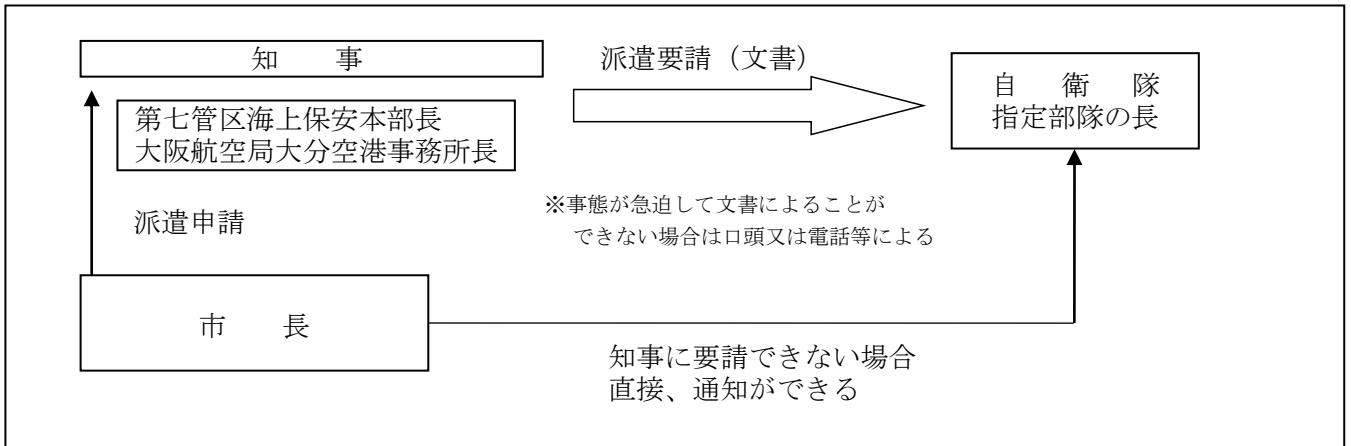 知　　事
派遣要請（文書）
自　衛　隊
指定部隊の長
第七管区海上保安本部長
大阪航空局大分空港事務所長
派遣申請
※事態が急迫して文書によることが
できない場合は口頭又は電話等による
市　　長
知事に要請できない場合
直接、通知ができる